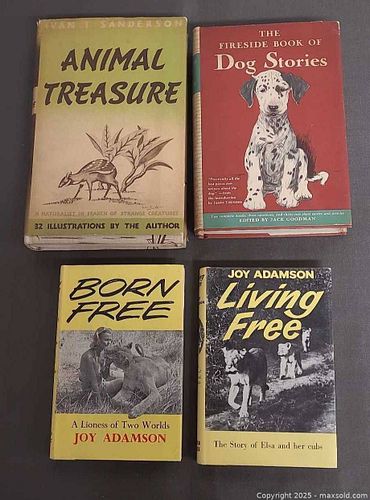 IVAN T. SANDERSON
ANIMAL
TREASURE
A NATURALIST IN SEARCH OF STRANGE CREATURES
32 ILLUSTRATIONS BY THE AUTHOR
THE
FIRESIDE BOOK OF
Dog Stories
EDITED BY JACK GOODMAN
BORN
FREE
A Lioness of Two Worlds
JOY ADAMSON
JOY ADAMSON
Living
Free
The Story of Elsa and her cubs
Copyright © 2025 - maxsold.com